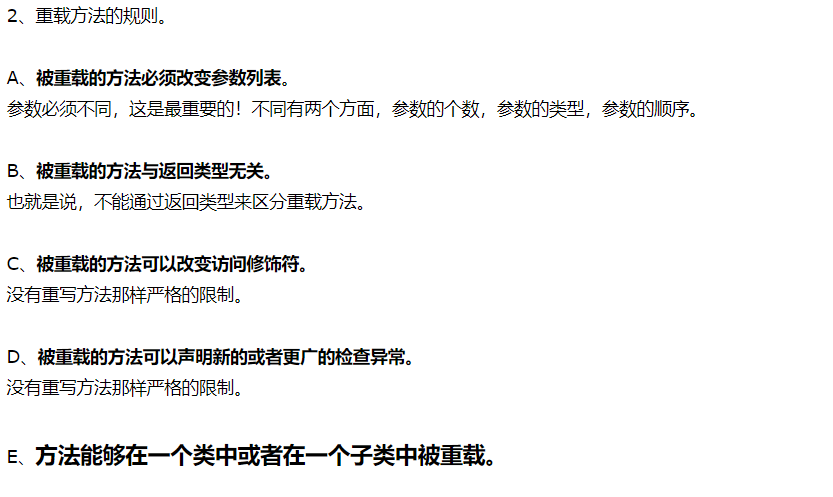 2、重载方法的规则。
A、被重载的方法必须改变参数列表。
参数必须不同，这是最重要的！不同有两个方面，参数的个数，参数的类型，参数的顺序。
B、被重载的方法与返回类型无关。
也就是说，不能通过返回类型来区分重载方法。
C、被重载的方法可以改变访问修饰符。
没有重写方法那样严格的限制。
D、被重载的方法可以声明新的或者更广的检查异常。
没有重写方法那样严格的限制。
E、方法能够在一个类中或者在一个子类中被重载。